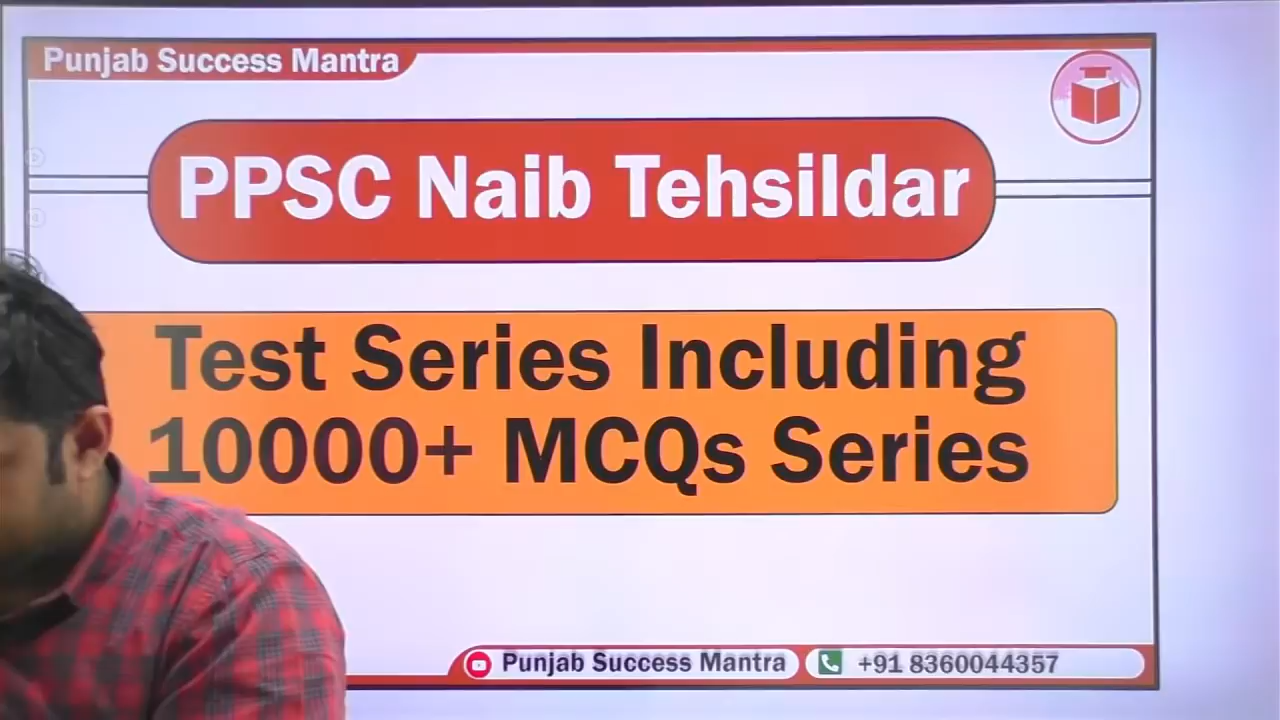 Punjab Success Mantra
PPSC Naib Tehsildar
Test Series Including
10000+ MCQs Series
Punjab Success Mantra
+91 8360044357